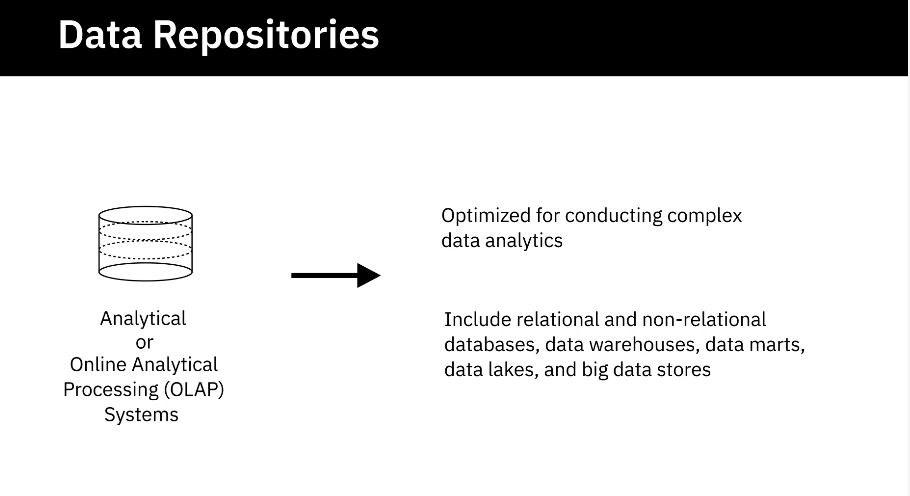 Data Repositories
Analytical
or
Online Analytical
Processing (OLAP)
Systems
Optimized for conducting complex
data analytics
Include relational and non-relational
databases, data warehouses, data marts,
data lakes, and big data stores